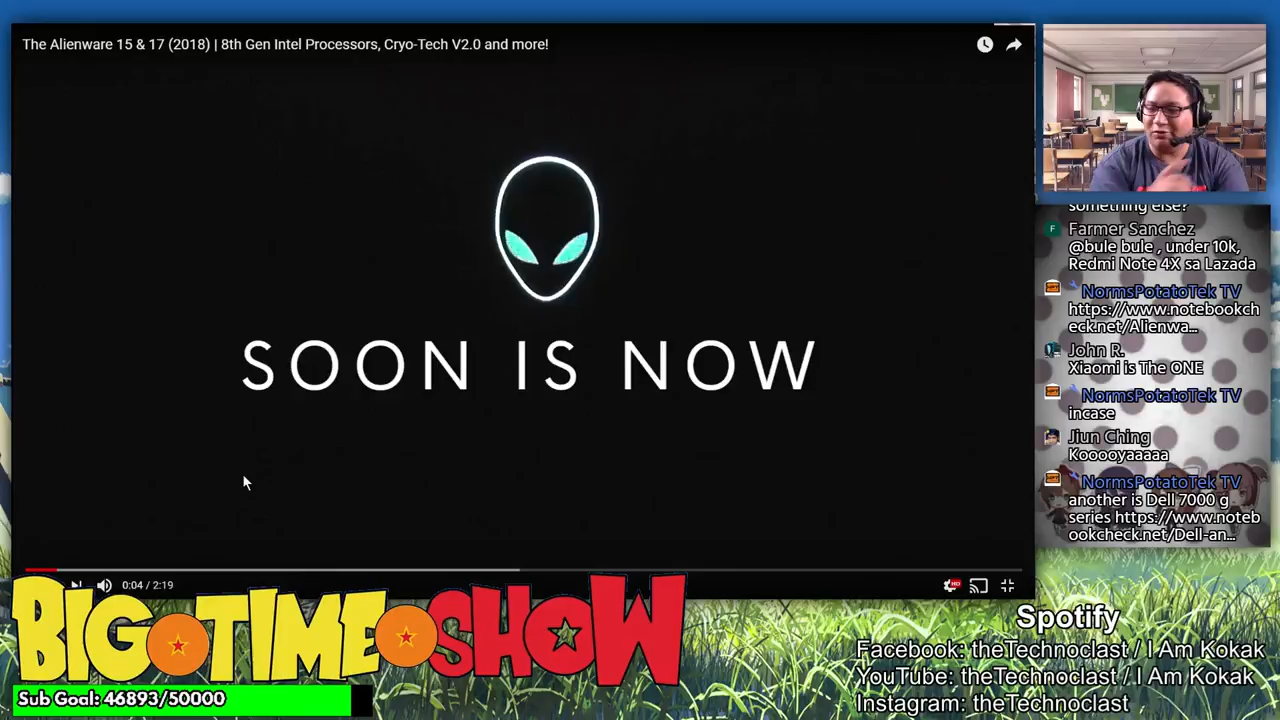 The Alienware 15 & 17 (2018) | 8th Gen Intel Processors, Cryo-Tech V2.0 and more!
SOON IS NOW
0:04 / 2:19
HD
something else?
F
Farmer Sanchez
@bule bule , under 10k,
Redmi Note 4X sa Lazada
NormsPotatoTek TV
https://www.notebookch
eck.net/Alienwa...
John R.
Xiaomi is The ONE
NormsPotatoTek TV
incase
Jiun Ching
Kooooyaaaaa
NormsPotatoTek TV
another is Dell 7000 g
series https://www.noteb
ookcheck.net/Dell-an...
BIG TIME SHOW
Sub Goal: 46893/50000
Spotify
Facebook: theTechnoclast / I Am Kokak
YouTube: theTechnoclast / I Am Kokak
Instagram: theTechnoclast